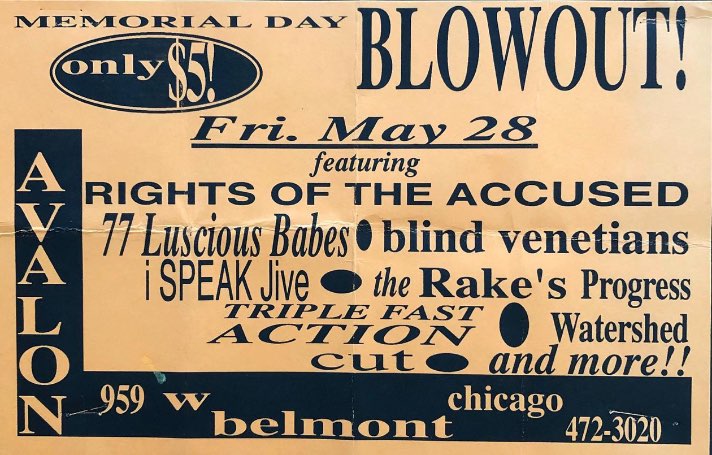 MEMORIAL DAY
BLOWOUT!
only $5!
Fri. May 28
featuring
RIGHTS OF THE ACCUSED
77 Luscious Babes blind venetians
i SPEAK Jive the Rake's Progress
TRIPLE FAST ACTION Watershed
cut and more!!
AVALON
959 w belmont chicago
472-3020